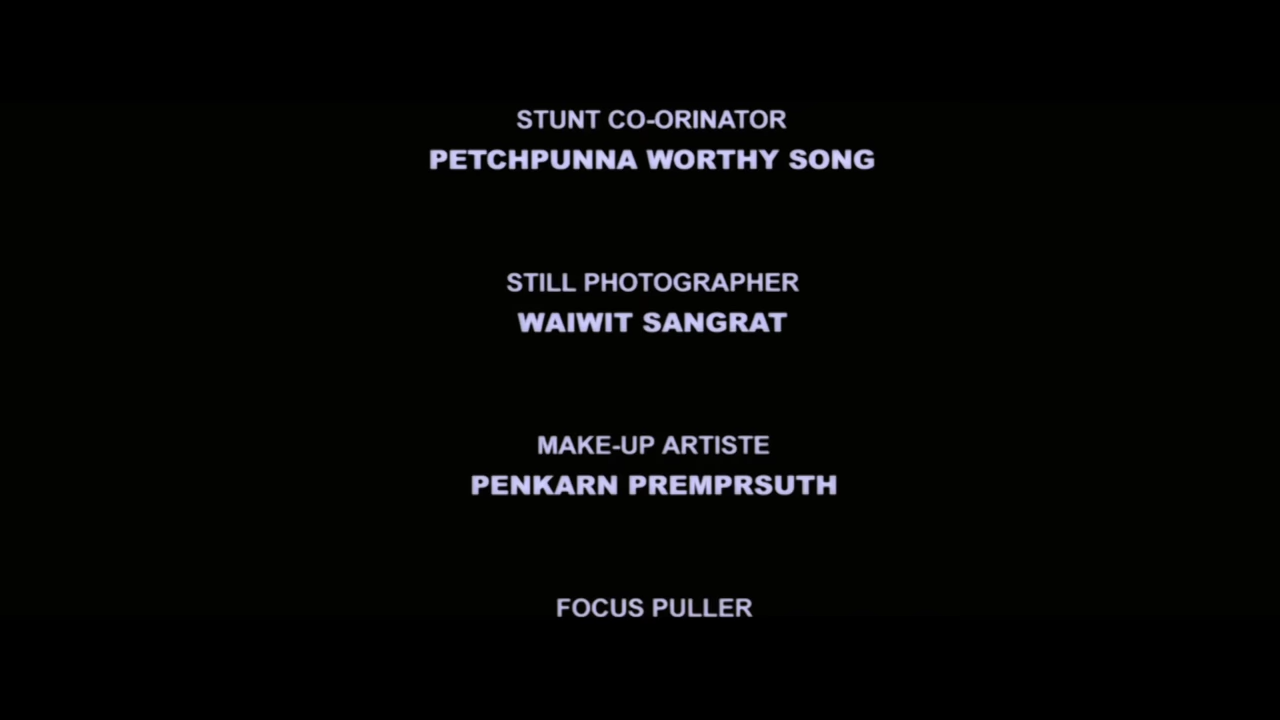 STUNT CO-ORINATOR
PETCHPUNNA WORTHY SONG
STILL PHOTOGRAPHER
WAIWIT SANGRAT
MAKE-UP ARTISTE
PENKARN PREMPRSUTH
FOCUS PULLER